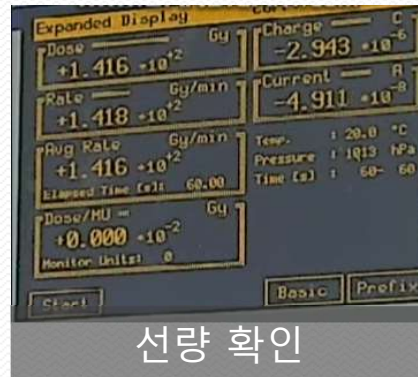 Expanded Display
Dose Gy
+1.416 •10+2
Rate Gy/min
+1.418 •10+2
Avg Rate Gy/min
+1.416 •10+2
Elapsed Time [s]: 60.00
Dose/MU Gy
+0.000 •10-2
Monitor Units: 0
Charge C
-2.943 •10-6
Current A
-4.911 •10-8
Temp. : 20.0 °C
Pressure : 1013 hPa
Time [s] : 60- 60
Start
Basic
Prefix
선량 확인